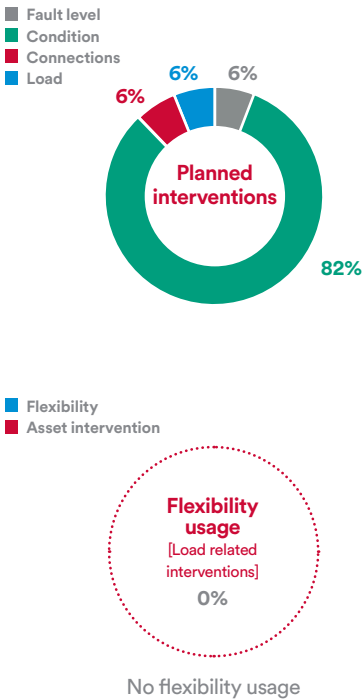 Fault level
Condition
Connections
Load
6%
6%
6%
Planned
interventions
82%
Flexibility
Asset intervention
Flexibility
usage
[Load related
interventions]
0%
No flexibility usage